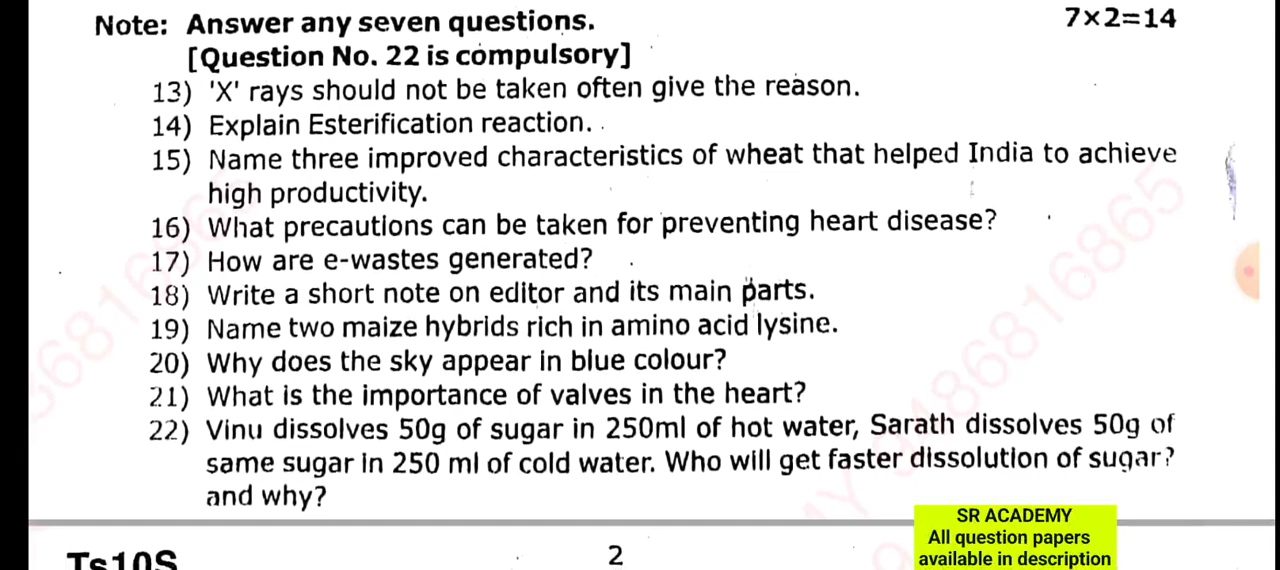 Note: Answer any seven questions. 7×2=14
[Question No. 22 is compulsory]
13) 'X' rays should not be taken often give the reason.
14) Explain Esterification reaction.
15) Name three improved characteristics of wheat that helped India to achieve
high productivity.
16) What precautions can be taken for preventing heart disease?
17) How are e-wastes generated?
18) Write a short note on editor and its main parts.
19) Name two maize hybrids rich in amino acid lysine.
20) Why does the sky appear in blue colour?
21) What is the importance of valves in the heart?
22) Vinu dissolves 50g of sugar in 250ml of hot water, Sarath dissolves 50g of
same sugar in 250 ml of cold water. Who will get faster dissolution of sugar?
and why?
SR ACADEMY
All question papers
available in description
Ts10S 2